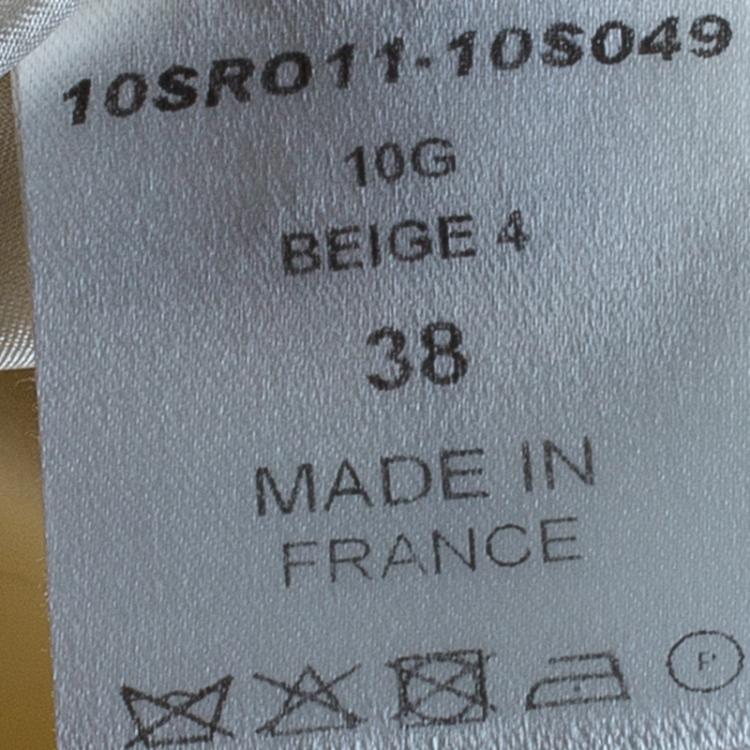 10SRO11-10S049
10G
BEIGE 4
38
MADE IN
FRANCE
P